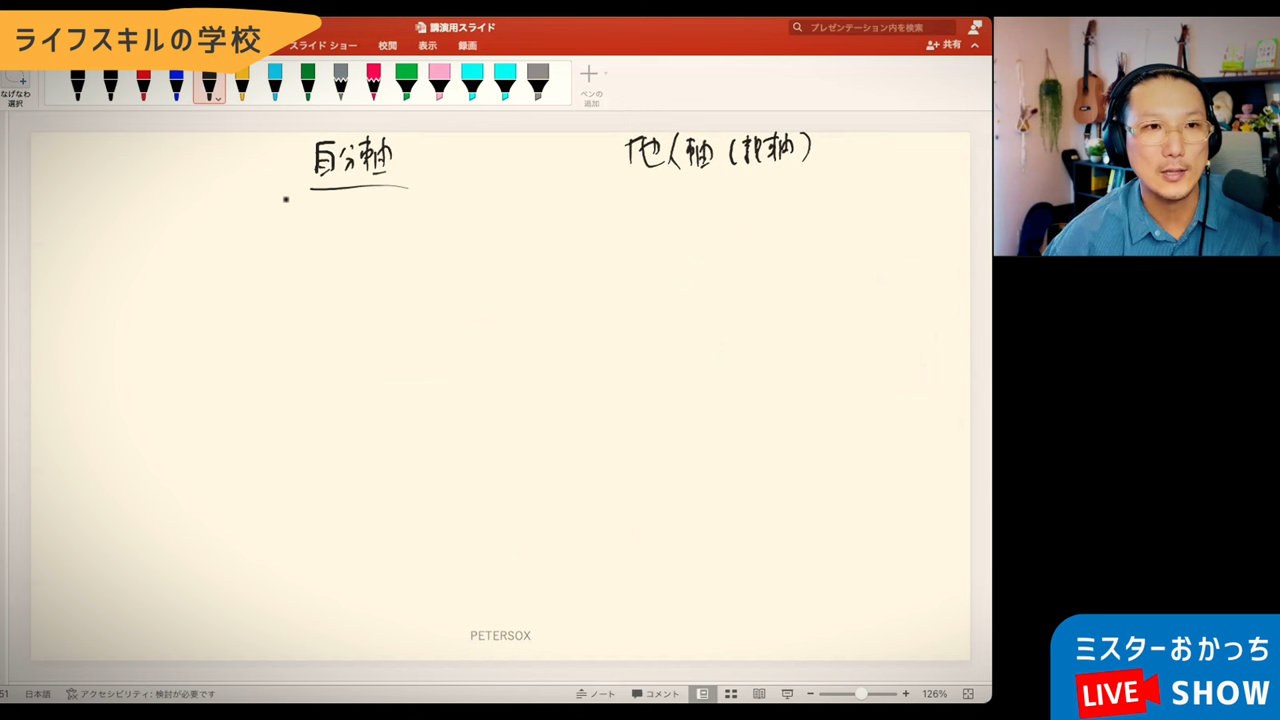 ライフスキルの学校
講演用スライド
プレゼンテーション内を検索
スライド ショー 校閲 表示 録画
共有
なげなわ
選択
ペンの
追加
自分軸
他人軸(親軸)
PETERSOX
51 日本語 アクセシビリティ: 検討が必要です
ノート コメント 126%
ミスターおかっち
LIVE SHOW